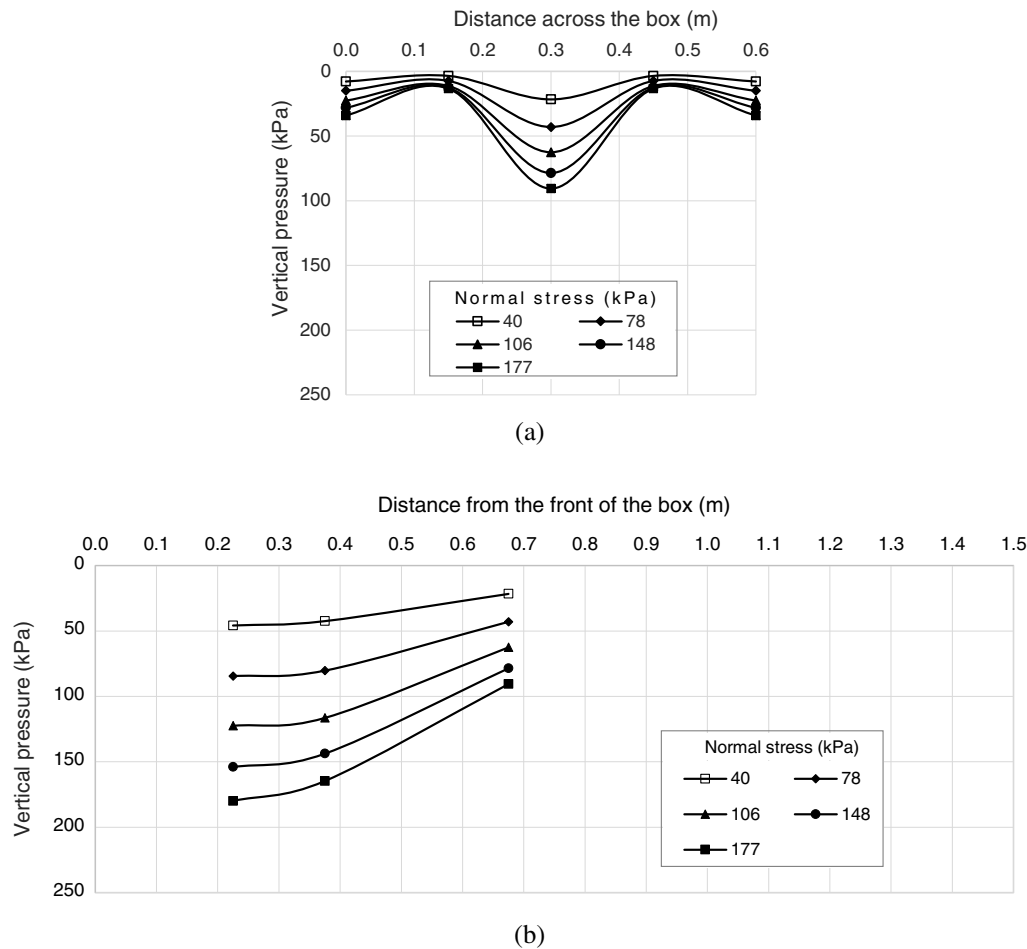 Distance across the box (m)
0.0 0.1 0.2 0.3 0.4 0.5 0.6
0
50
100
150
200
250
Vertical pressure (kPa)
Normal stress (kPa)
40 78
106 148
177
(a)
Distance from the front of the box (m)
0.0 0.1 0.2 0.3 0.4 0.5 0.6 0.7 0.8 0.9 1.0 1.1 1.2 1.3 1.4 1.5
0
50
100
150
200
250
Vertical pressure (kPa)
Normal stress (kPa)
40 78
106 148
177
(b)